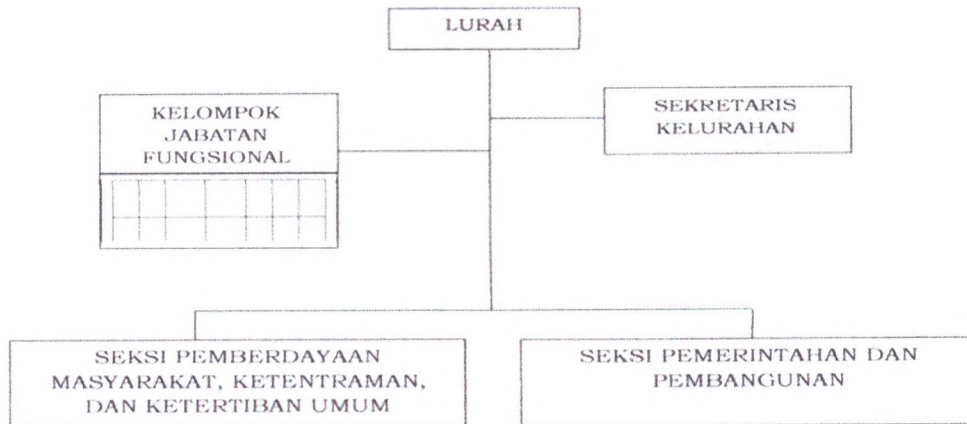 LURAH
KELOMPOK
JABATAN
FUNGSIONAL
SEKRETARIS
KELURAHAN
SEKSI PEMBERDAYAAN
MASYARAKAT, KETENTRAMAN,
DAN KETERTIBAN UMUM
SEKSI PEMERINTAHAN DAN
PEMBANGUNAN